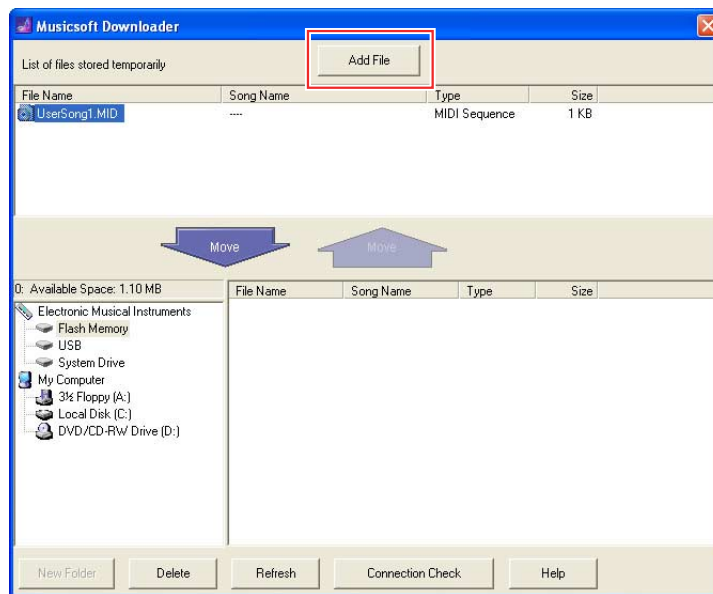 Musicsoft Downloader
List of files stored temporarily
Add File
File Name Song Name Type Size
UserSong1.MID ---- MIDI Sequence 1 KB
Move Move
0: Available Space: 1.10 MB
File Name Song Name Type Size
Electronic Musical Instruments
Flash Memory
USB
System Drive
My Computer
3½ Floppy (A:)
Local Disk (C:)
DVD/CD-RW Drive (D:)
New Folder Delete Refresh Connection Check Help